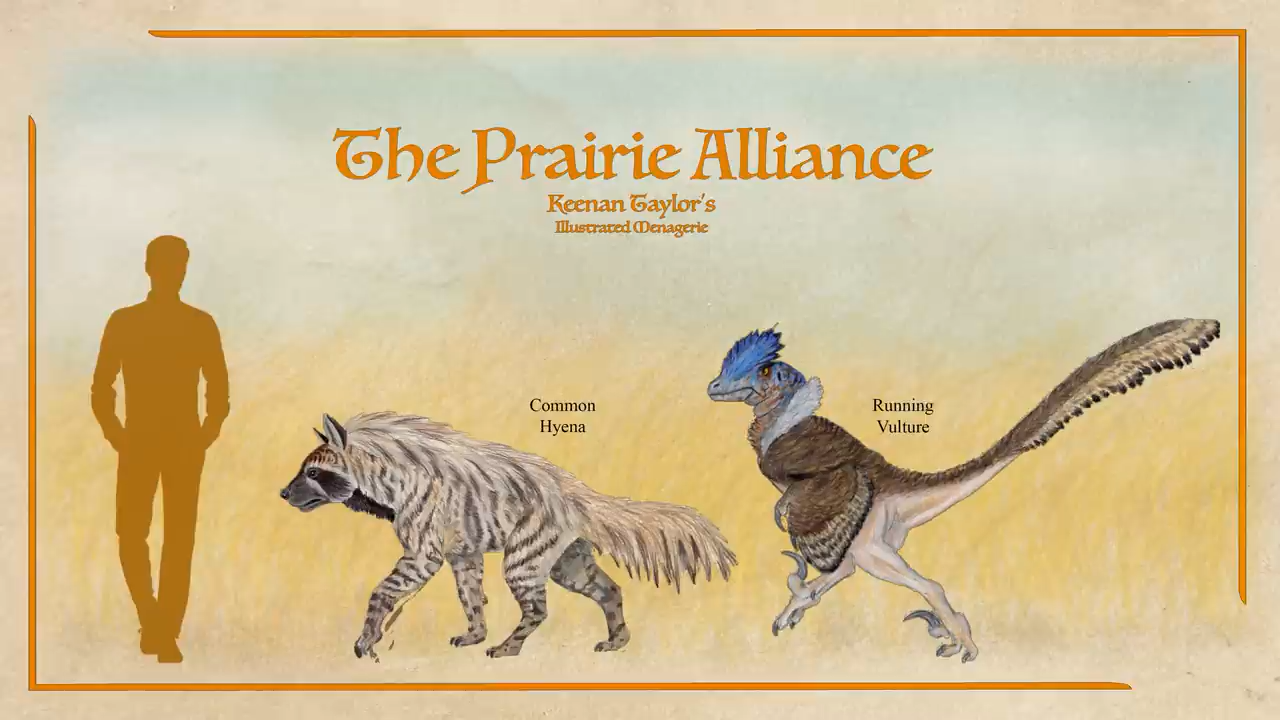 The Prairie Alliance
Keenan Taylor's
Illustrated Menagerie
Common
Hyena
Running
Vulture